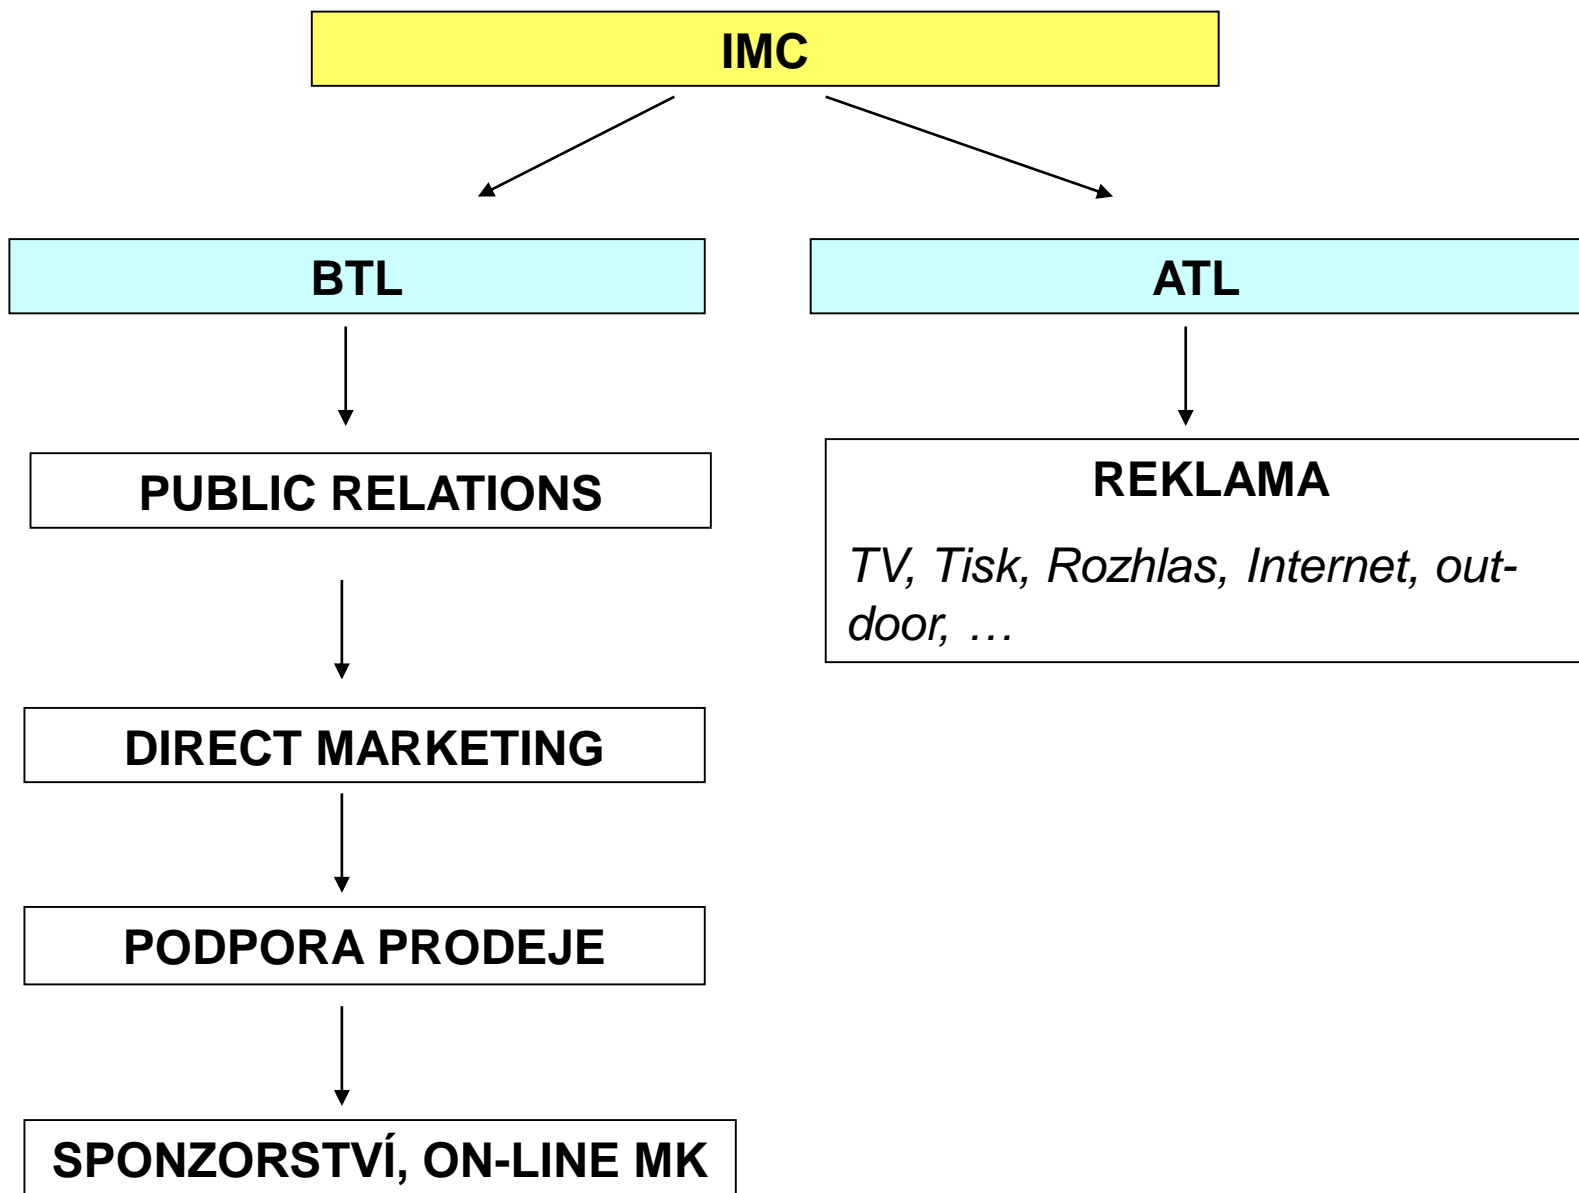 IMC
BTL
ATL
PUBLIC RELATIONS
REKLAMA
TV, Tisk, Rozhlas, Internet, out-
door, …
DIRECT MARKETING
PODPORA PRODEJE
SPONZORSTVÍ, ON-LINE MK